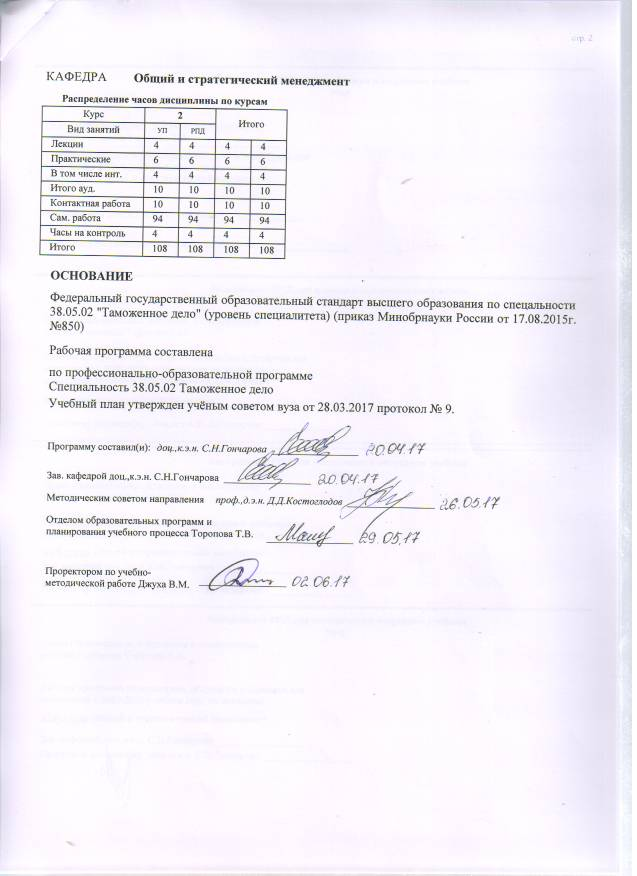 стр. 2
КАФЕДРА Общий и стратегический менеджмент
Распределение часов дисциплины по курсам
Курс 2 Итого
Вид занятий УП РПД
Лекции 4 4 4 4
Практические 6 6 6 6
В том числе инт. 4 4 4 4
Итого ауд. 10 10 10 10
Контактная работа 10 10 10 10
Сам. работа 94 94 94 94
Часы на контроль 4 4 4 4
Итого 108 108 108 108
ОСНОВАНИЕ
Федеральный государственный образовательный стандарт высшего образования по спецальности
38.05.02 "Таможенное дело" (уровень специалитета) (приказ Минобрнауки России от 17.08.2015г.
№850)
Рабочая программа составлена
по профессионально-образовательной программе
Специальность 38.05.02 Таможенное дело
Учебный план утвержден учёным советом вуза от 28.03.2017 протокол № 9.
Программу составил(и): доц.,к.э.н. С.Н.Гончарова 20.04.17
Зав. кафедрой доц.,к.э.н. С.Н.Гончарова 20.04.17
Методическим советом направления проф.,д.э.н. Д.Д.Костоглодов 26.05.17
Отделом образовательных программ и
планирования учебного процесса Торопова Т.В. 29.05.17
Проректором по учебно-
методической работе Джуха В.М. 02.06.17